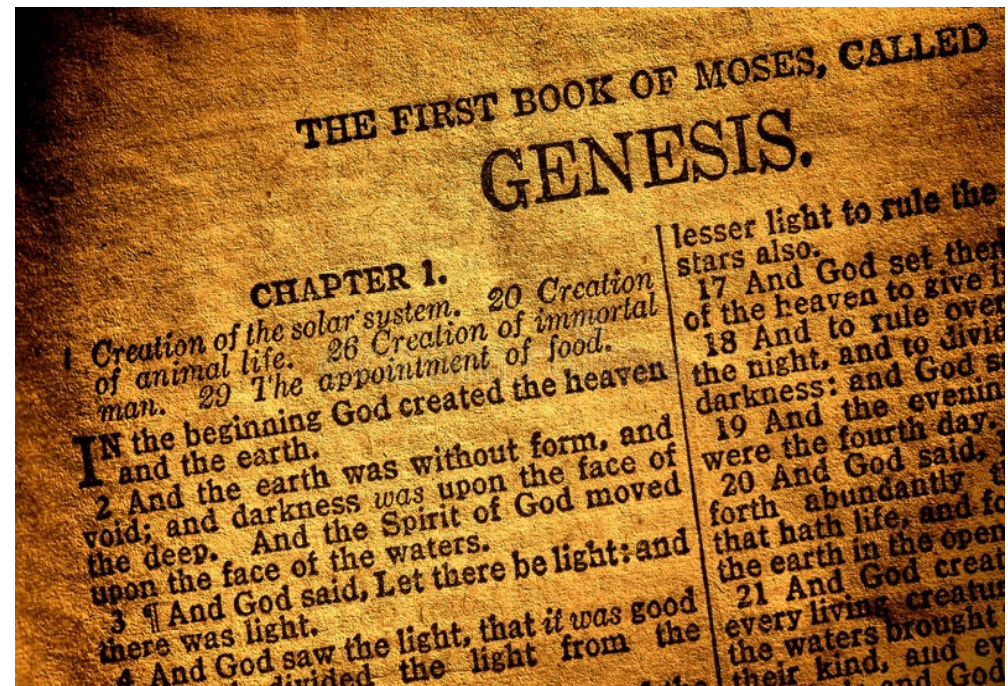 THE FIRST BOOK OF MOSES, CALLED
GENESIS.
CHAPTER 1.
1 Creation of the solar system. 20 Creation
of animal life. 26 Creation of immortal
man. 29 The appointment of food.
IN the beginning God created the heaven
and the earth.
2 And the earth was without form, and
void; and darkness was upon the face of
the deep. And the Spirit of God moved
upon the face of the waters.
3 ¶ And God said, Let there be light: and
there was light.
4 And God saw the light, that it was good
divided the light from the
lesser light to rule the
stars also.
17 And God set them
of the heaven to give
18 And to rule over
the night, and to divid
darkness: and God s
19 And the evenin
were the fourth day.
20 And God said,
forth abundantly
that hath life, and fo
the earth in the open
21 And God creat
every living creatu
the waters brought
their kind, and ev